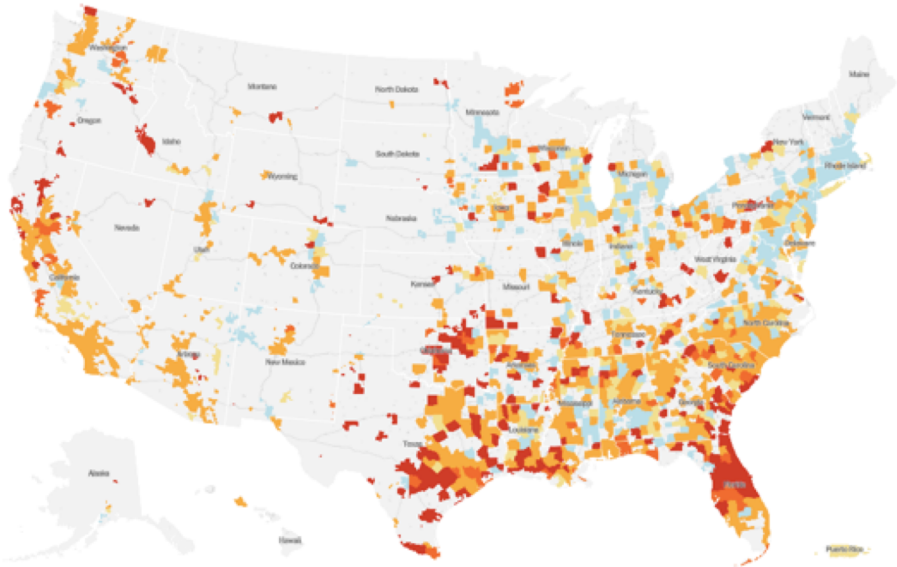 Washington
Montana
North Dakota
Minnesota
Maine
Oregon
Idaho
Wisconsin
Vermont
New York
South Dakota
Michigan
Rhode Island
Wyoming
Iowa
Pennsylvania
Nebraska
Nevada
Utah
Illinois
Indiana
Delaware
Colorado
West Virginia
California
Kansas
Missouri
Kentucky
North Carolina
Tennessee
Oklahoma
Arizona
New Mexico
Arkansas
South Carolina
Mississippi
Alabama
Georgia
Texas
Louisiana
Alaska
Florida
Hawaii
Puerto Rico